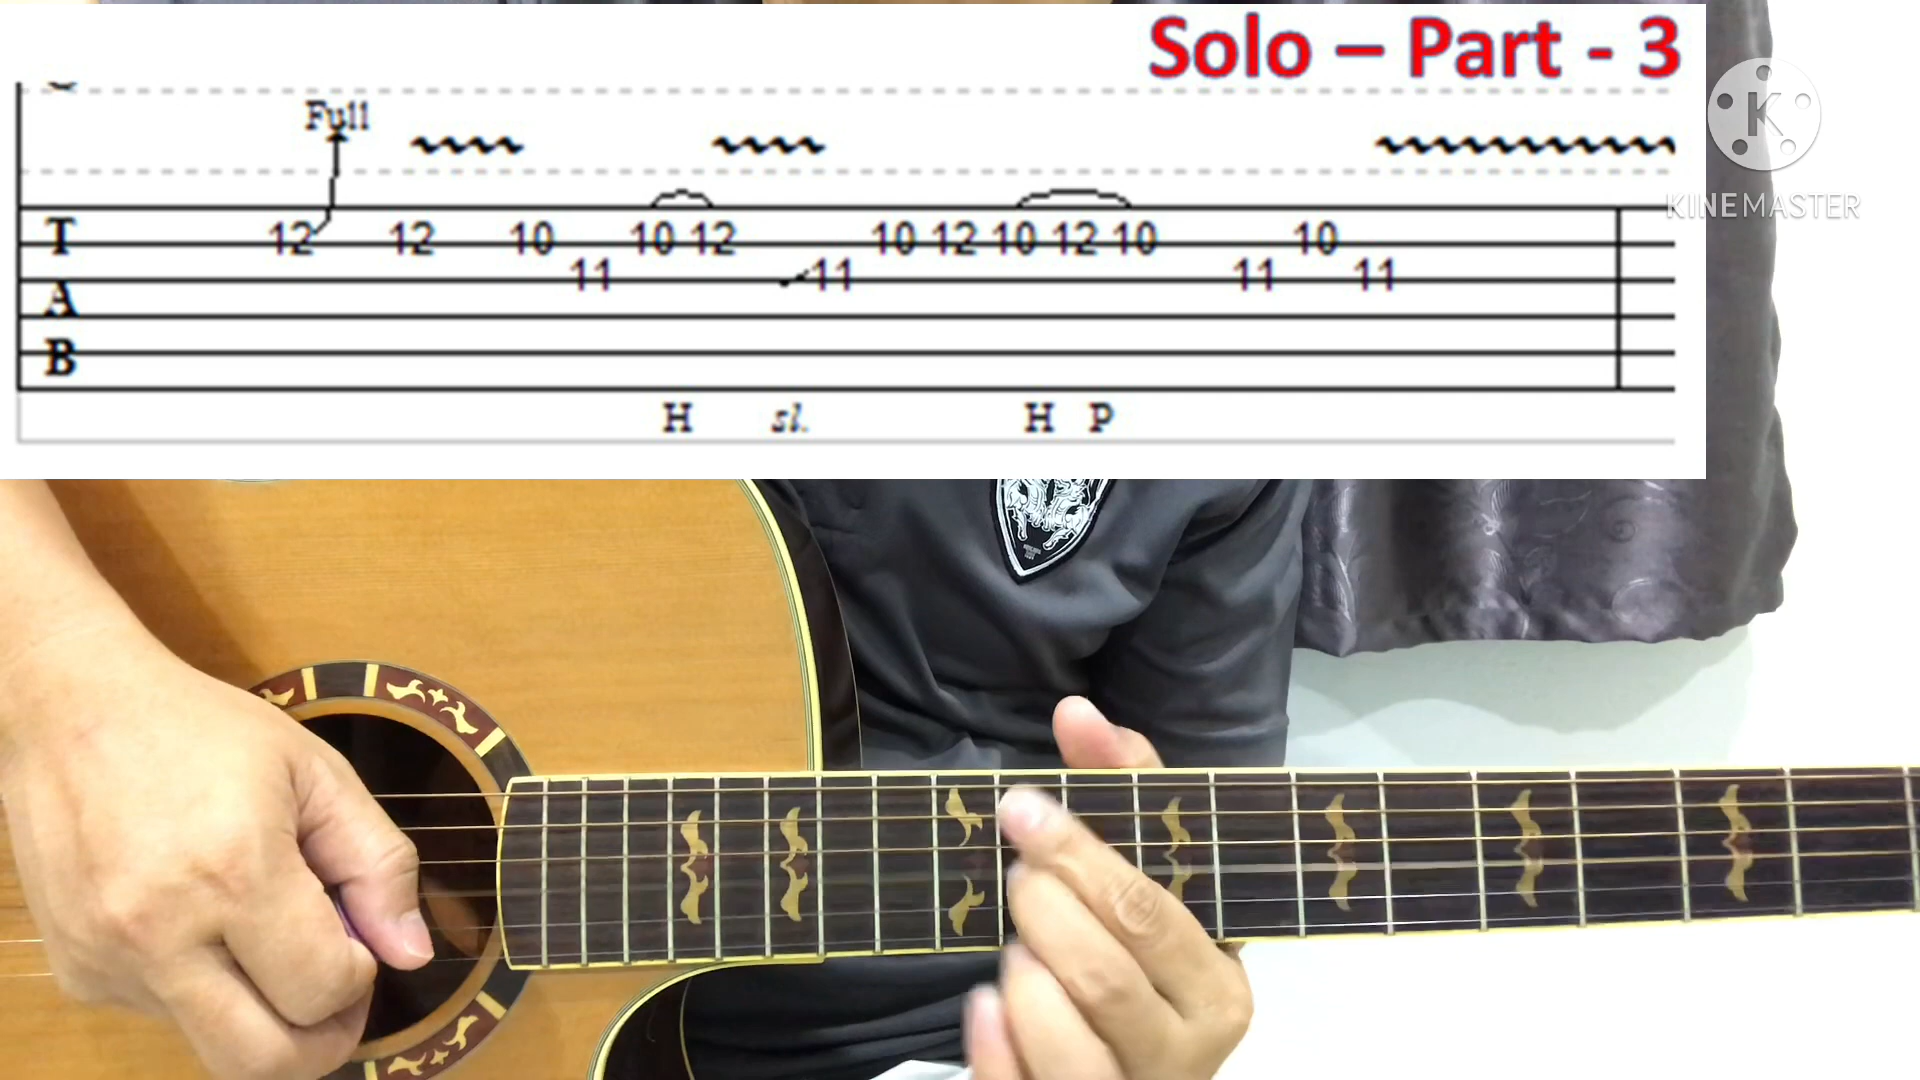 Solo – Part - 3
Full
T 12 12 10 10 12 10 12 10 12 10 10
11 11 11 11
A
B
H sl. H P
K
KINEMASTER